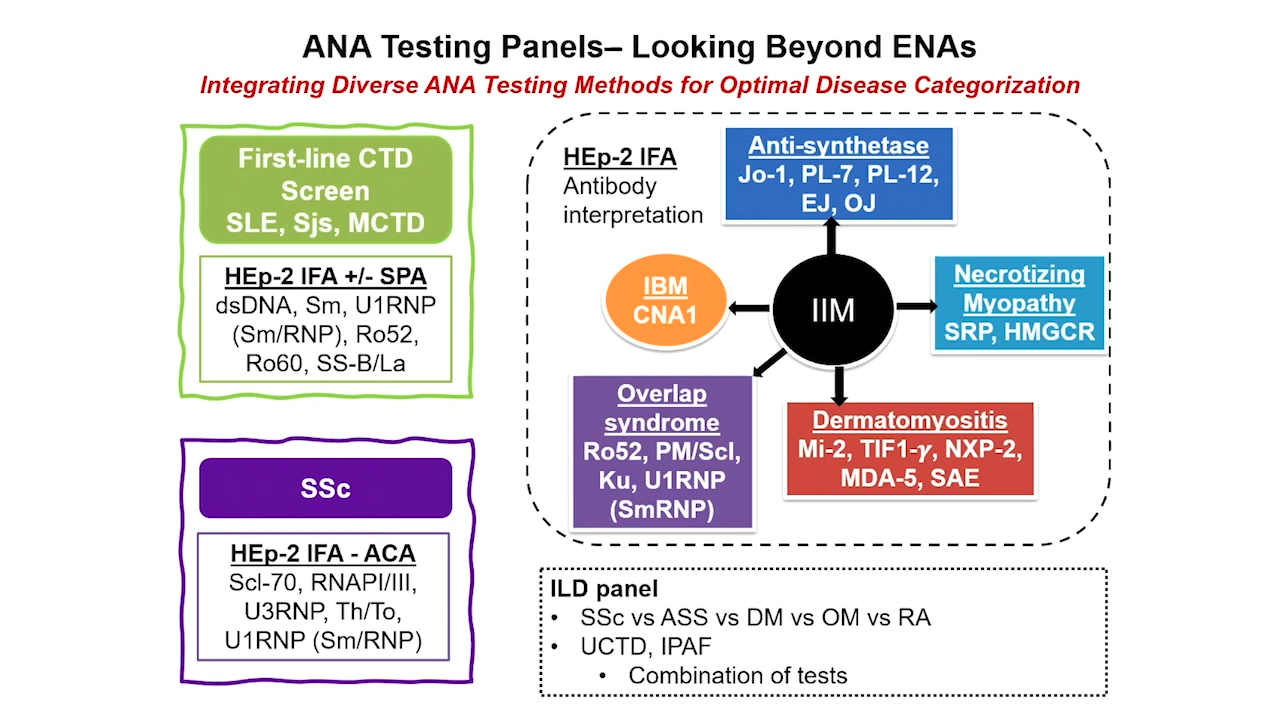 ANA Testing Panels– Looking Beyond ENAs
Integrating Diverse ANA Testing Methods for Optimal Disease Categorization
First-line CTD
Screen
SLE, Sjs, MCTD
HEp-2 IFA +/- SPA
dsDNA, Sm, U1RNP
(Sm/RNP), Ro52,
Ro60, SS-B/La
SSc
HEp-2 IFA - ACA
Scl-70, RNAPI/III,
U3RNP, Th/To,
U1RNP (Sm/RNP)
HEp-2 IFA
Antibody
interpretation
Anti-synthetase
Jo-1, PL-7, PL-12,
EJ, OJ
IBM
CNA1
IIM
Necrotizing
Myopathy
SRP, HMGCR
Overlap
syndrome
Ro52, PM/Scl,
Ku, U1RNP
(SmRNP)
Dermatomyositis
Mi-2, TIF1-γ, NXP-2,
MDA-5, SAE
ILD panel
• SSc vs ASS vs DM vs OM vs RA
• UCTD, IPAF
• Combination of tests